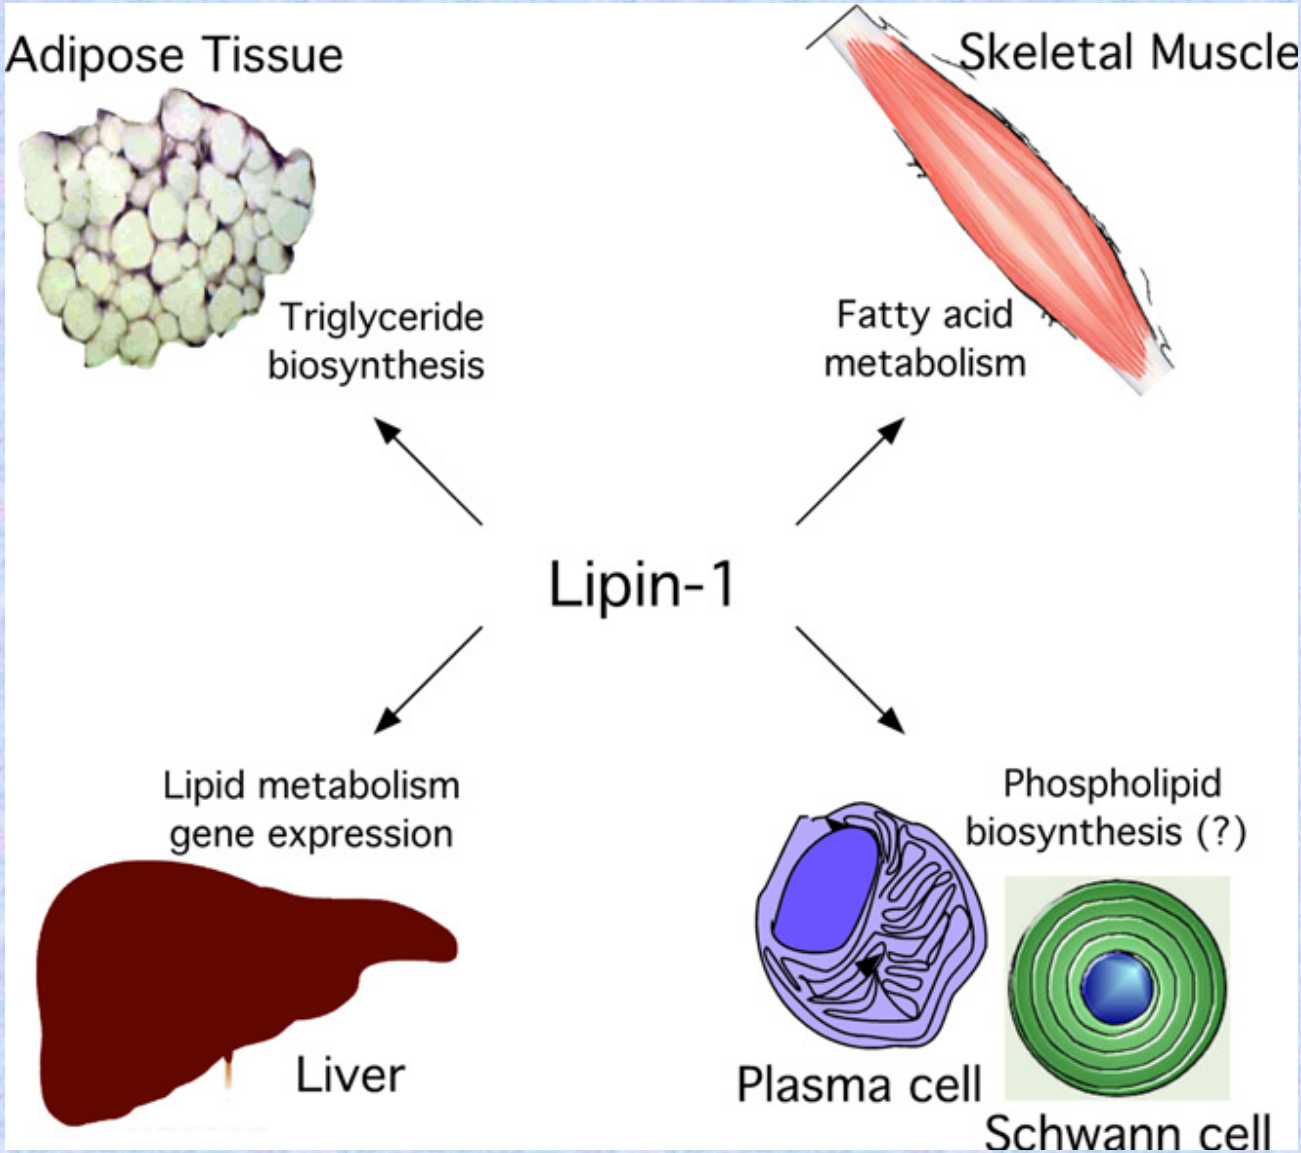 Adipose Tissue
Skeletal Muscle
Triglyceride
biosynthesis
Fatty acid
metabolism
Lipin-1
Lipid metabolism
gene expression
Liver
Phospholipid
biosynthesis (?)
Plasma cell
Schwann cell